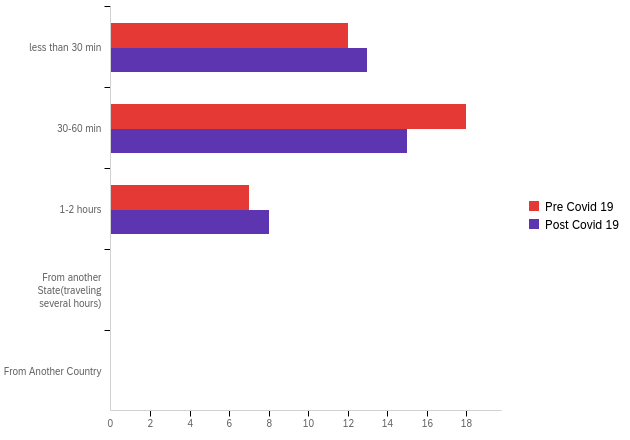 less than 30 min
30-60 min
1-2 hours
From another
State(traveling
several hours)
From Another Country
0 2 4 6 8 10 12 14 16 18
Pre Covid 19
Post Covid 19